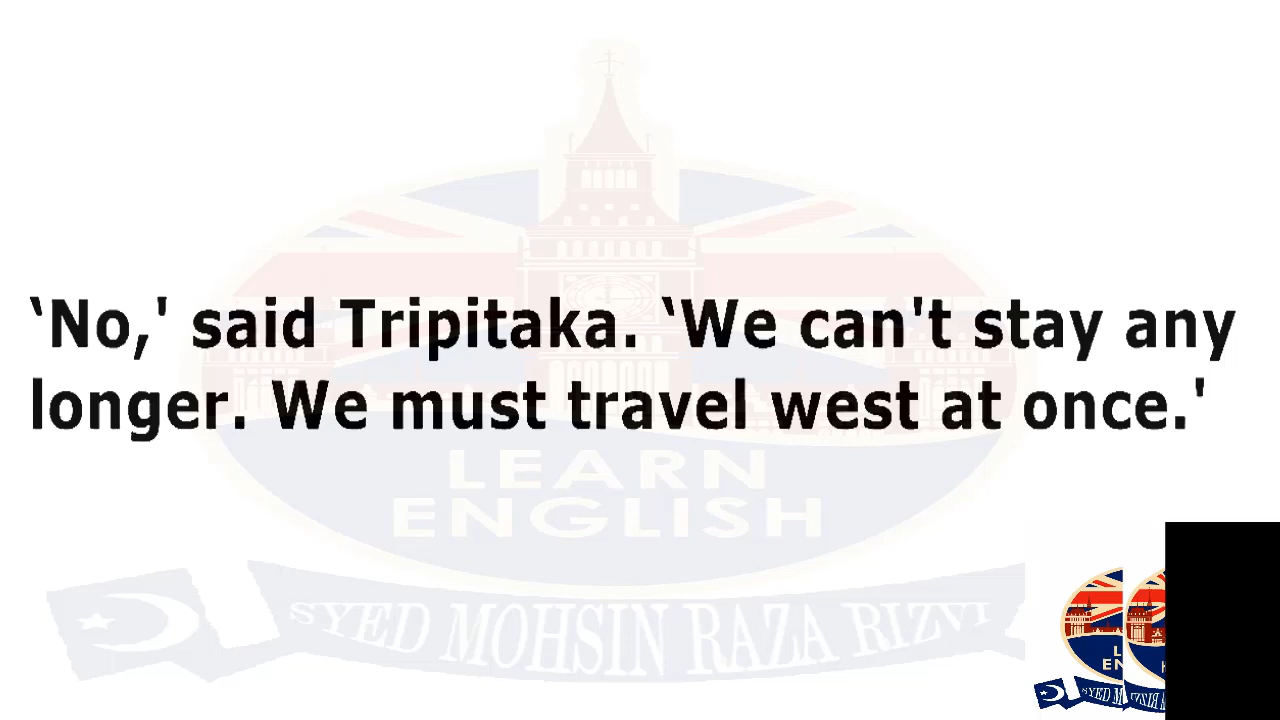 ‘No,' said Tripitaka. ‘We can't stay any
longer. We must travel west at once.'
LEARN
ENGLISH
SYED MOHSIN RAZA RIZVI